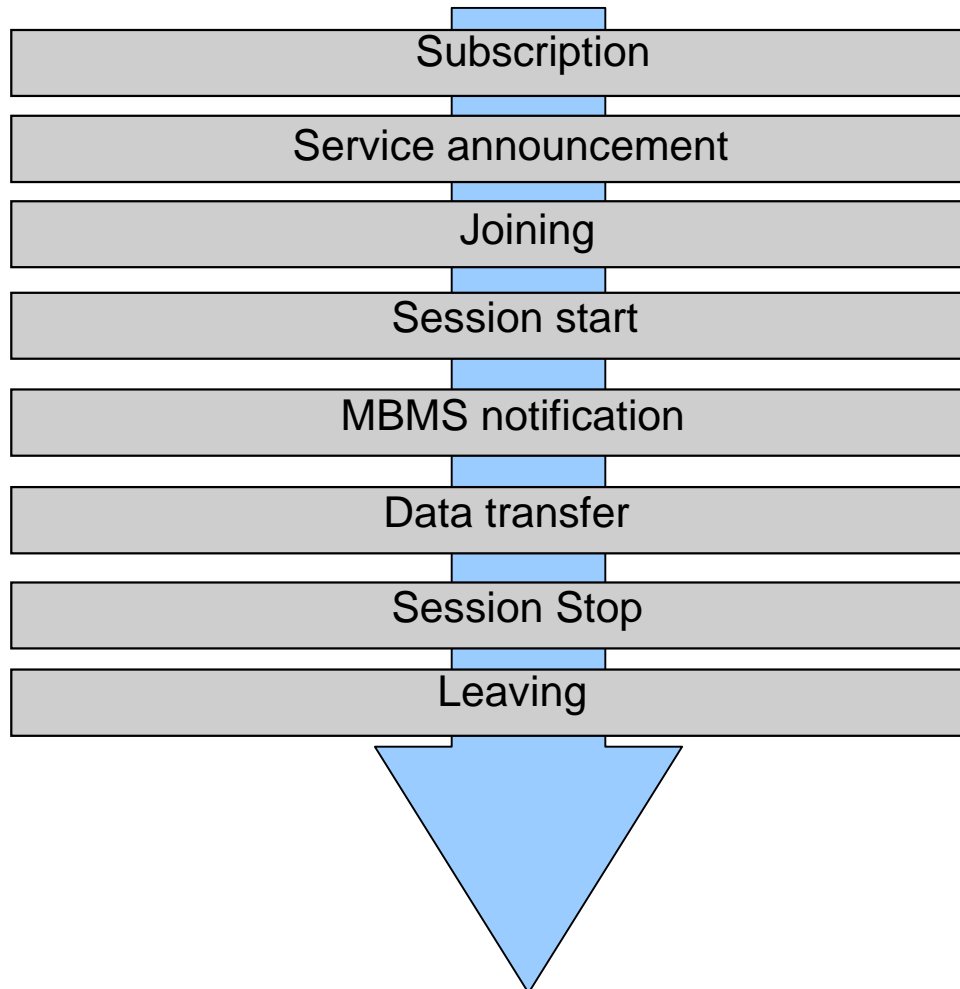 Subscription
Service announcement
Joining
Session start
MBMS notification
Data transfer
Session Stop
Leaving